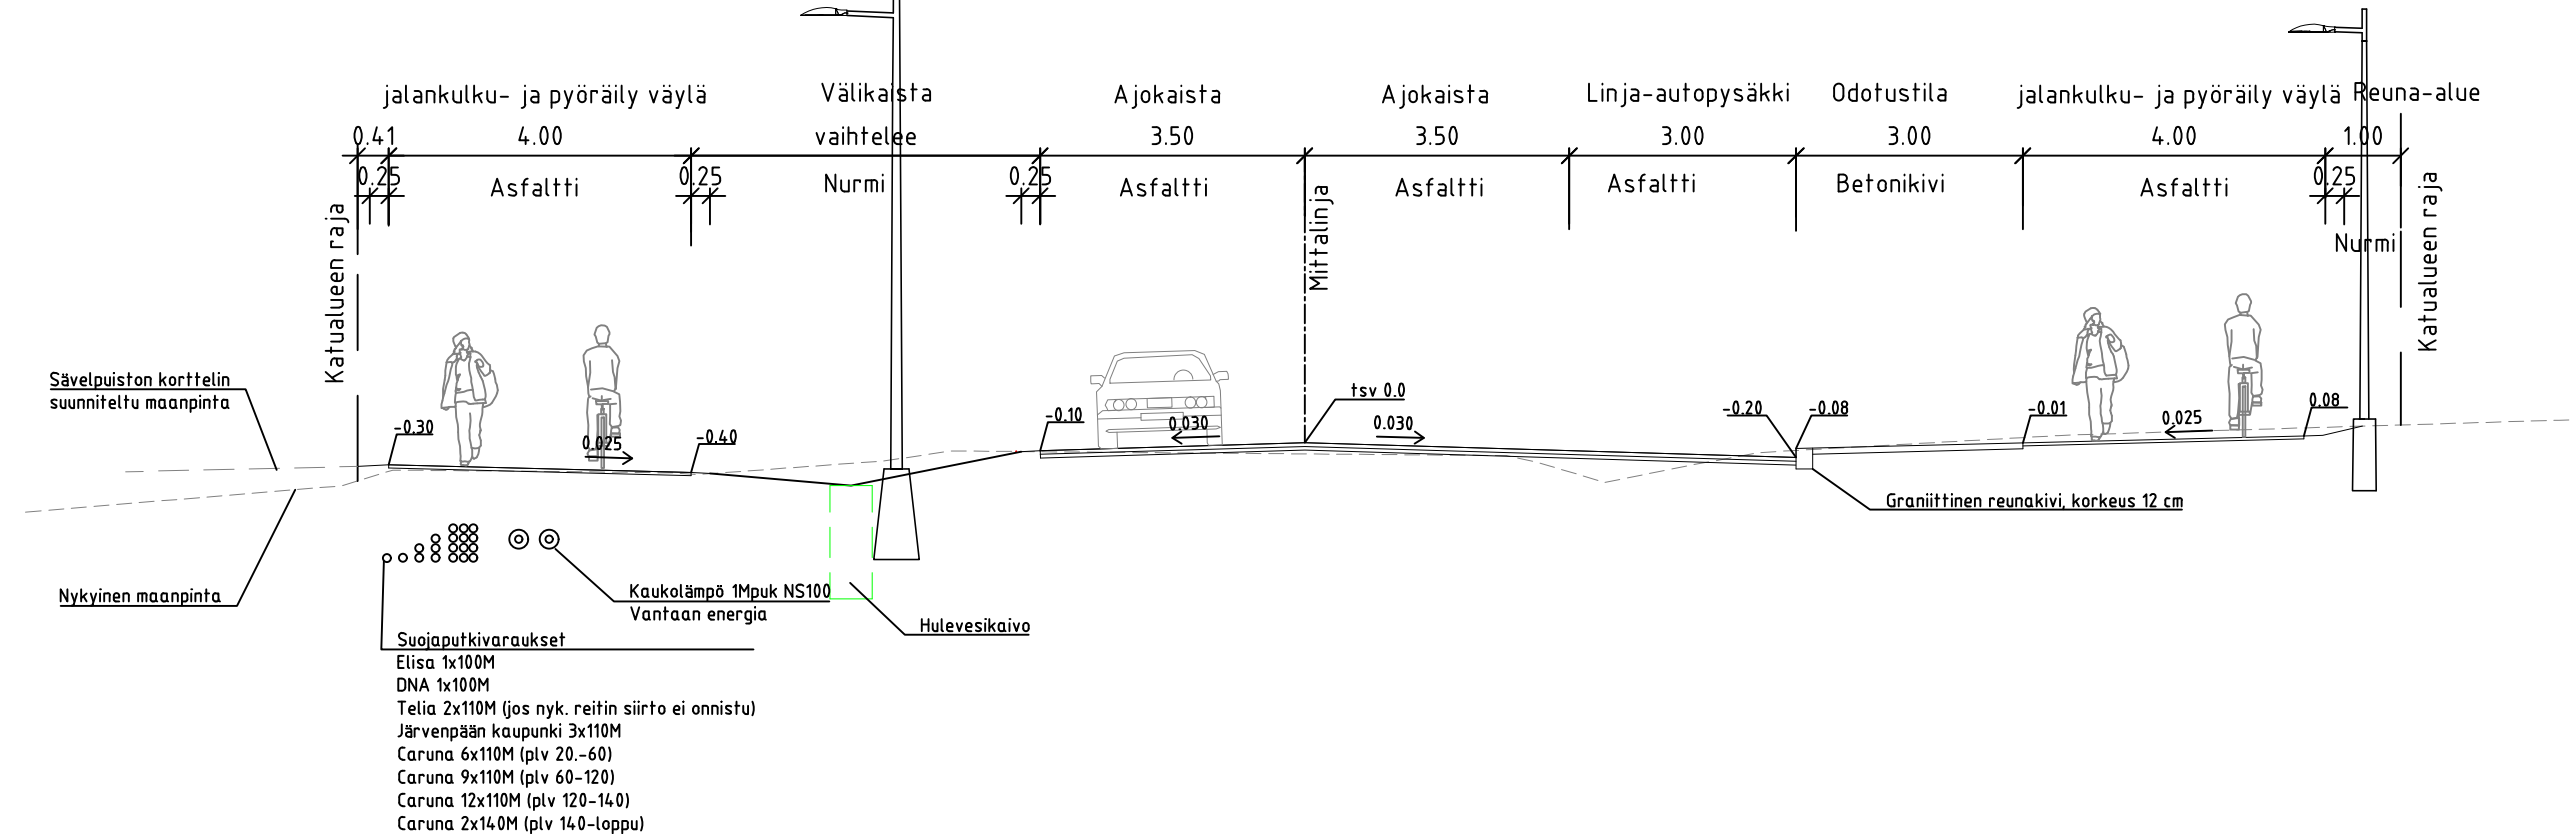 jalankulku- ja pyöräily väylä Välikaista Ajokaista Ajokaista Linja-autopysäkki Odotustila jalankulku- ja pyöräily väylä Reuna-alue
0.41 4.00 vaihtelee 3.50 3.50 3.00 3.00 4.00 1.00
0.25 Asfaltti 0.25 Nurmi 0.25 Asfaltti Asfaltti Asfaltti Betonikivi Asfaltti 0.25
Nurmi
Katualueen raja
Mittalinja
Katualueen raja
Sävelpuiston korttelin
suunniteltu maanpinta
-0.30 0.025 -0.40 -0.10 0.030 tsv 0.0 0.030 -0.20 -0.08 -0.01 0.025 0.08
Graniittinen reunakivi, korkeus 12 cm
Nykyinen maanpinta
Kaukolämpö 1Mpuk NS100
Vantaan energia
Hulevesikaivo
Suojaputkivaraukset
Elisa 1x100M
DNA 1x100M
Telia 2x110M (jos nyk. reitin siirto ei onnistu)
Järvenpään kaupunki 3x110M
Caruna 6x110M (plv 20.-60)
Caruna 9x110M (plv 60-120)
Caruna 12x110M (plv 120-140)
Caruna 2x140M (plv 140-loppu)